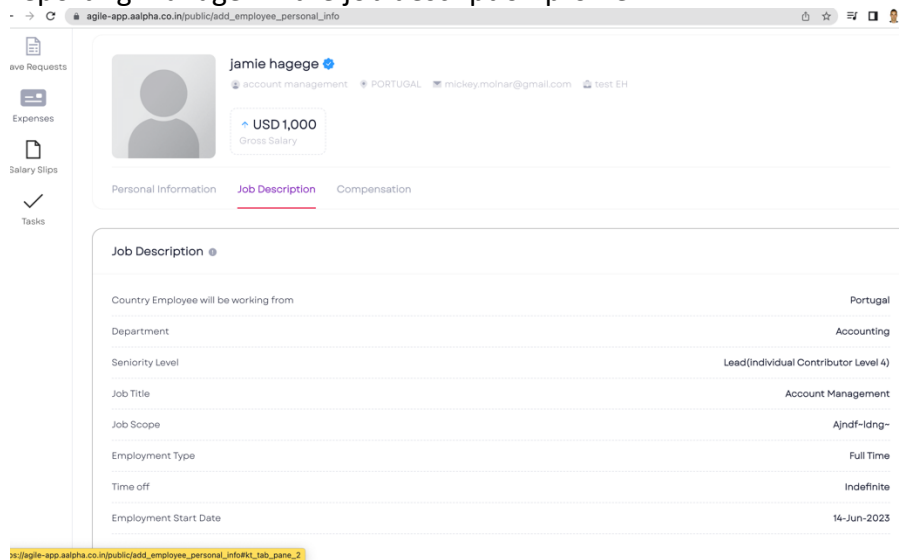 agile-app.aalpha.co.in/public/add_employee_personal_info
ave Requests
Expenses
Salary Slips
Tasks
jamie hagege
account management PORTUGAL mickey.molnar@gmail.com test EH
USD 1,000
Gross Salary
Personal Information Job Description Compensation
Job Description
Country Employee will be working from Portugal
Department Accounting
Seniority Level Lead(individual Contributor Level 4)
Job Title Account Management
Job Scope Ajndf~ldng~
Employment Type Full Time
Time off Indefinite
Employment Start Date 14-Jun-2023
ps://agile-app.aalpha.co.in/public/add_employee_personal_info#kt_tab_pane_2